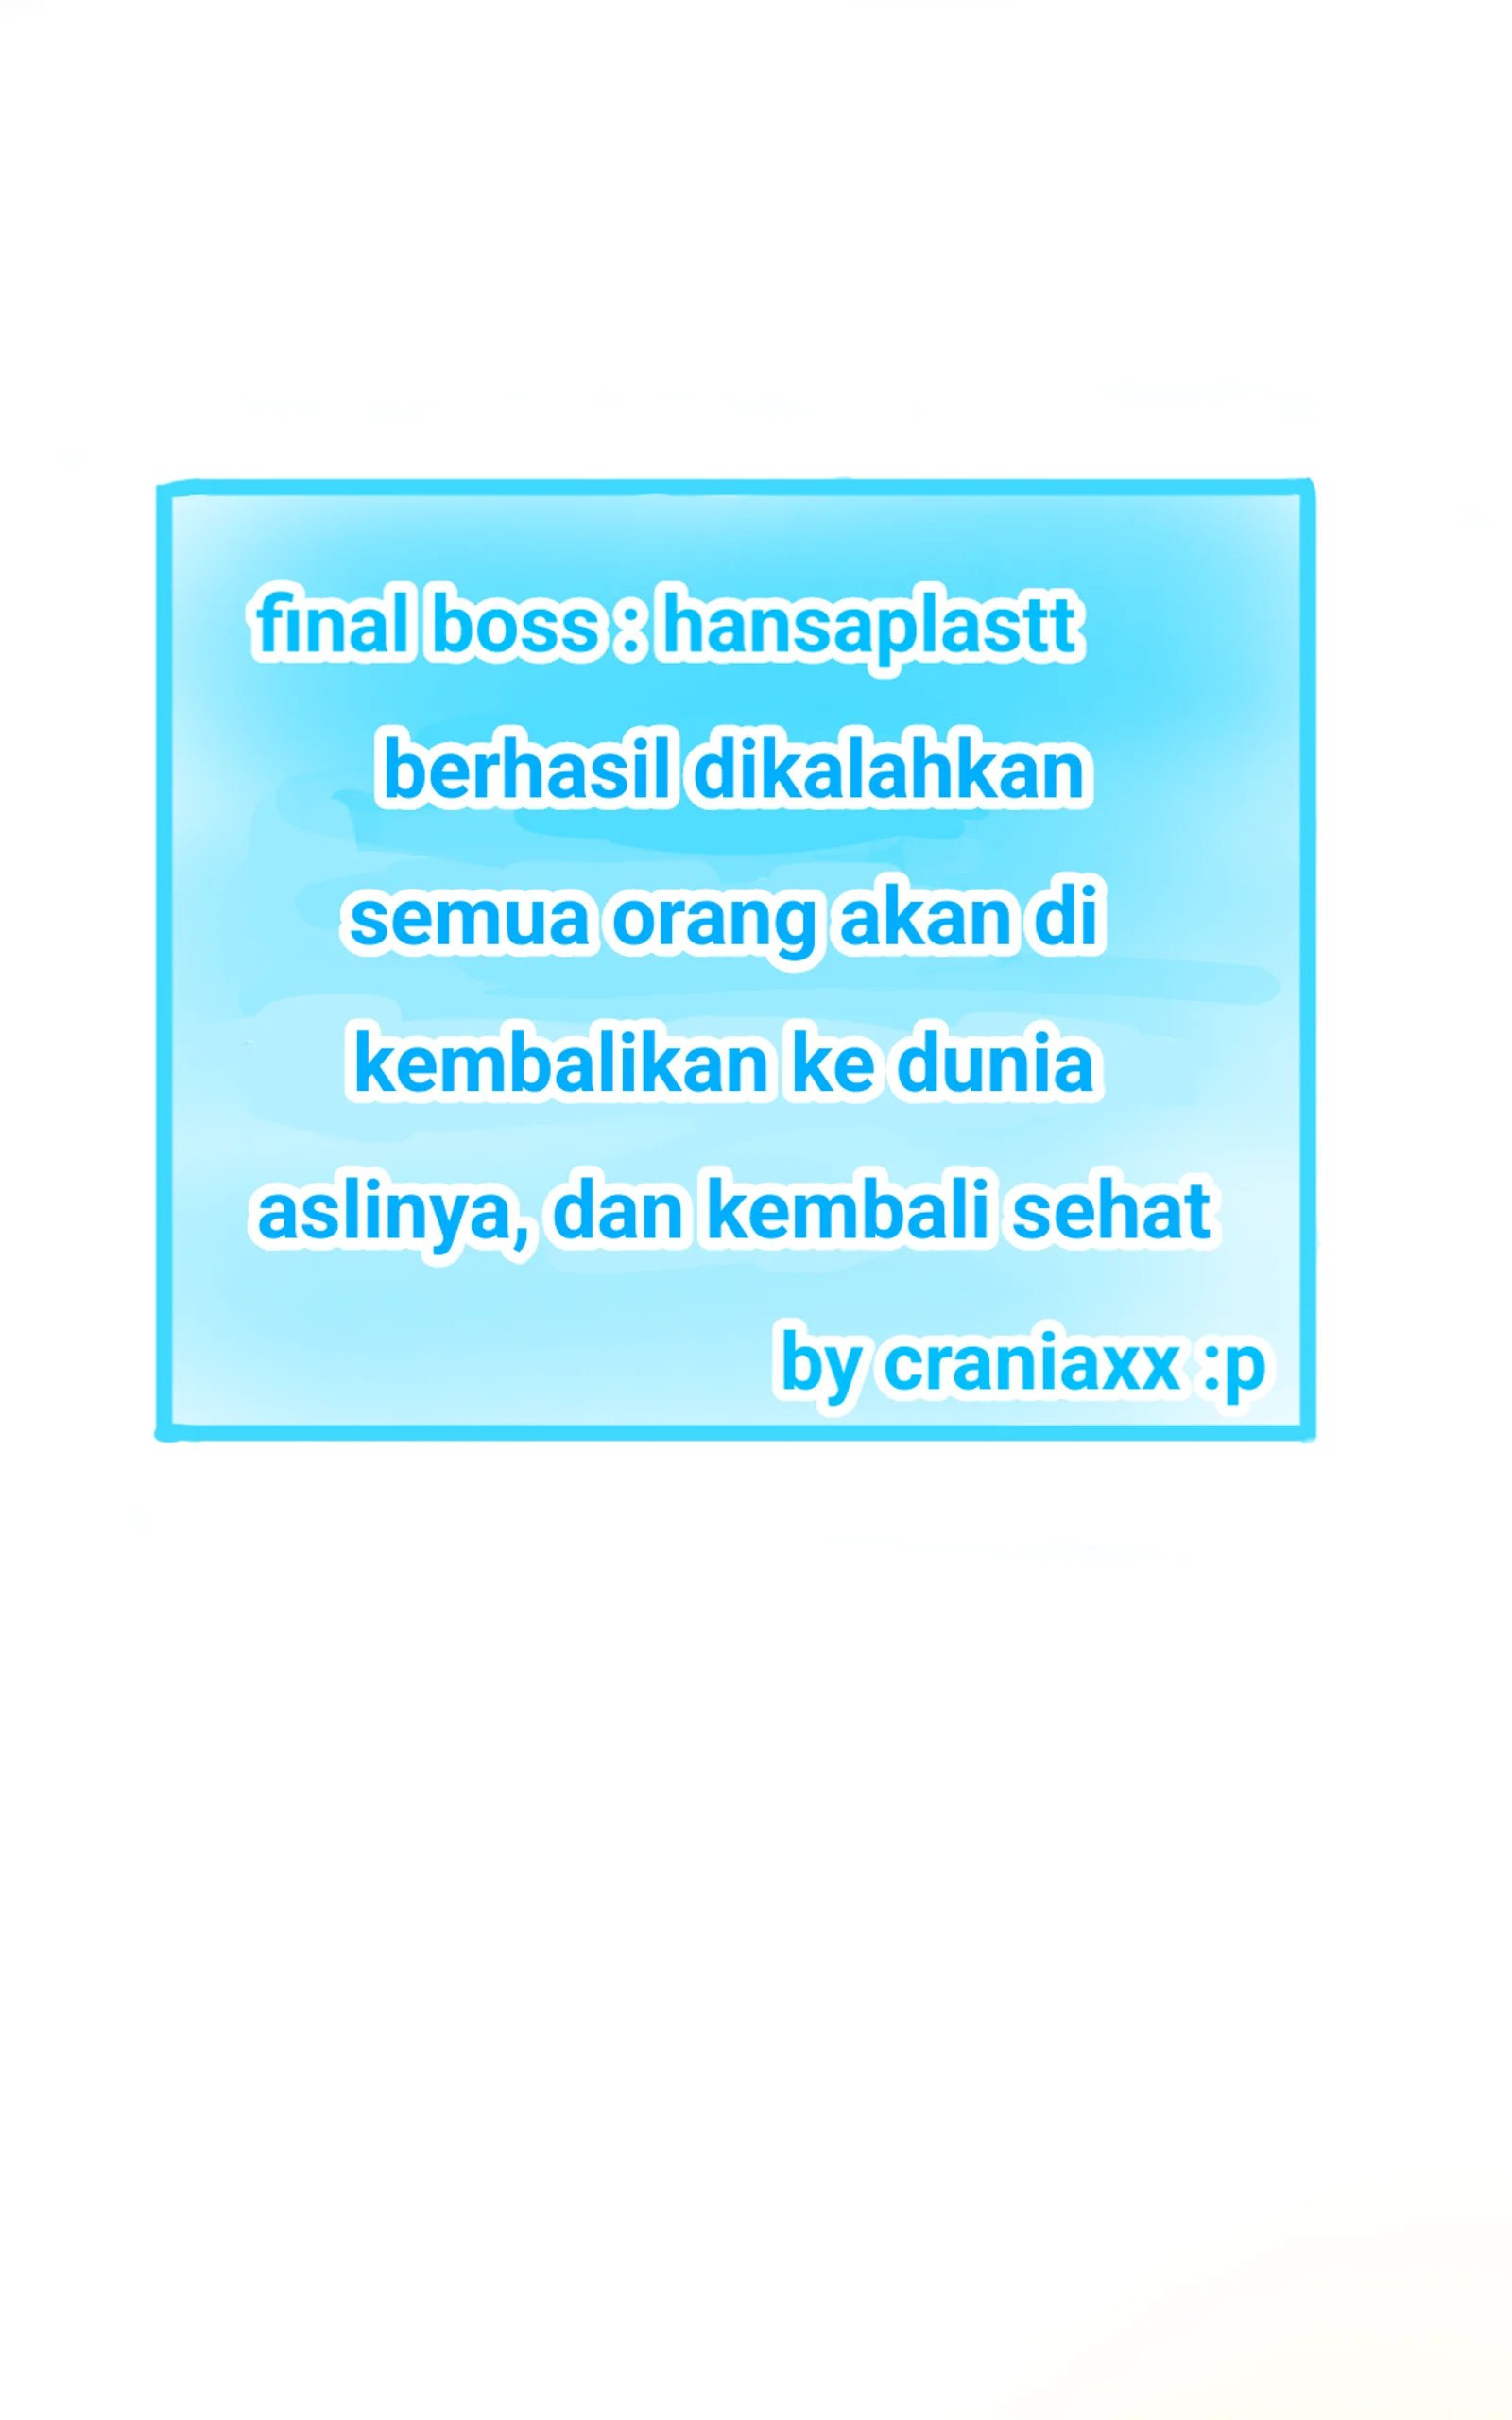 final boss : hansaplastt
berhasil dikalahkan
semua orang akan di
kembalikan ke dunia
aslinya, dan kembali sehat
by craniaxx :p